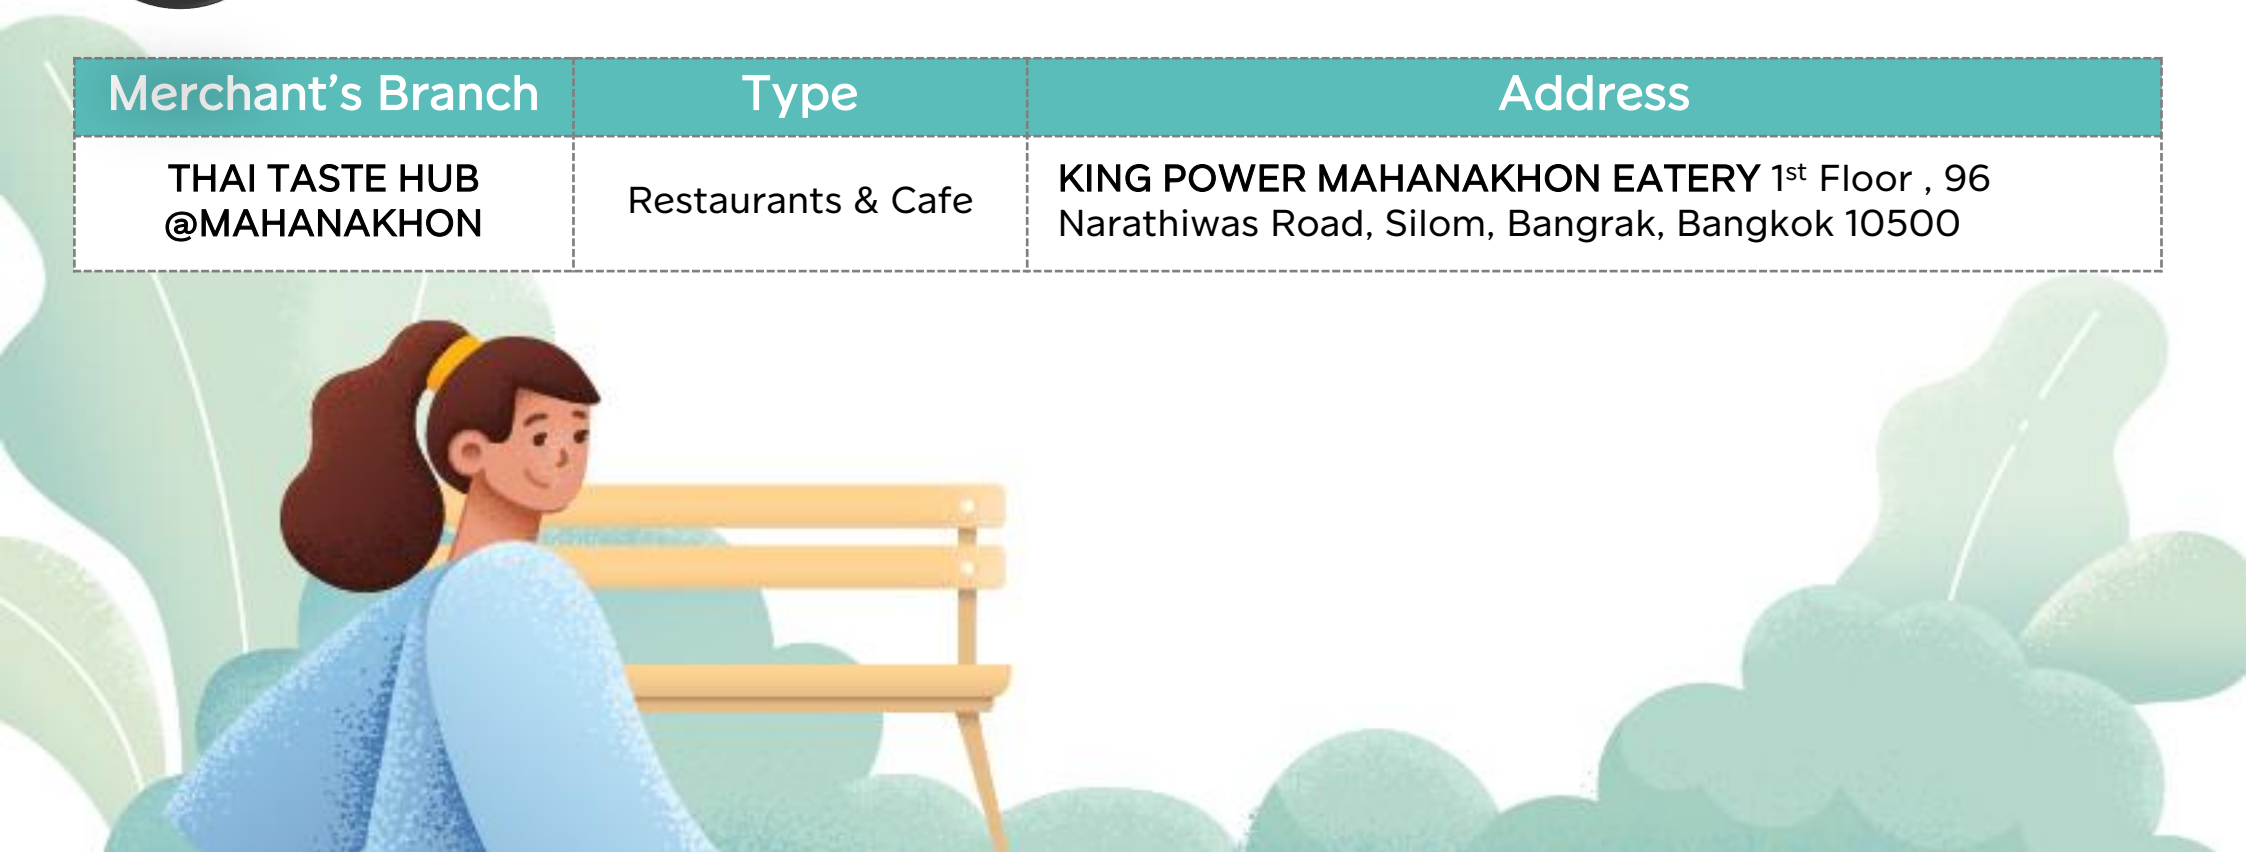 Merchant’s Branch
Type
Address
THAI TASTE HUB
@MAHANAKHON
Restaurants & Cafe
KING POWER MAHANAKHON EATERY 1st Floor , 96
Narathiwas Road, Silom, Bangrak, Bangkok 10500